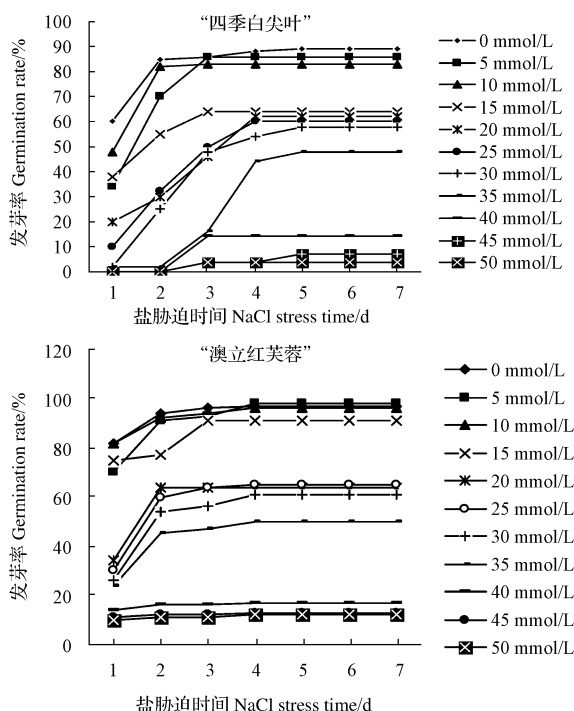 “四季白尖叶”
发芽率 Germination rate/%
100
90
80
70
60
50
40
30
20
10
0
1 2 3 4 5 6 7
盐胁迫时间 NaCl stress time/d
0 mmol/L
5 mmol/L
10 mmol/L
15 mmol/L
20 mmol/L
25 mmol/L
30 mmol/L
35 mmol/L
40 mmol/L
45 mmol/L
50 mmol/L
“澳立红芙蓉”
发芽率 Germination rate/%
120
100
80
60
40
20
0
1 2 3 4 5 6 7
盐胁迫时间 NaCl stress time/d
0 mmol/L
5 mmol/L
10 mmol/L
15 mmol/L
20 mmol/L
25 mmol/L
30 mmol/L
35 mmol/L
40 mmol/L
45 mmol/L
50 mmol/L